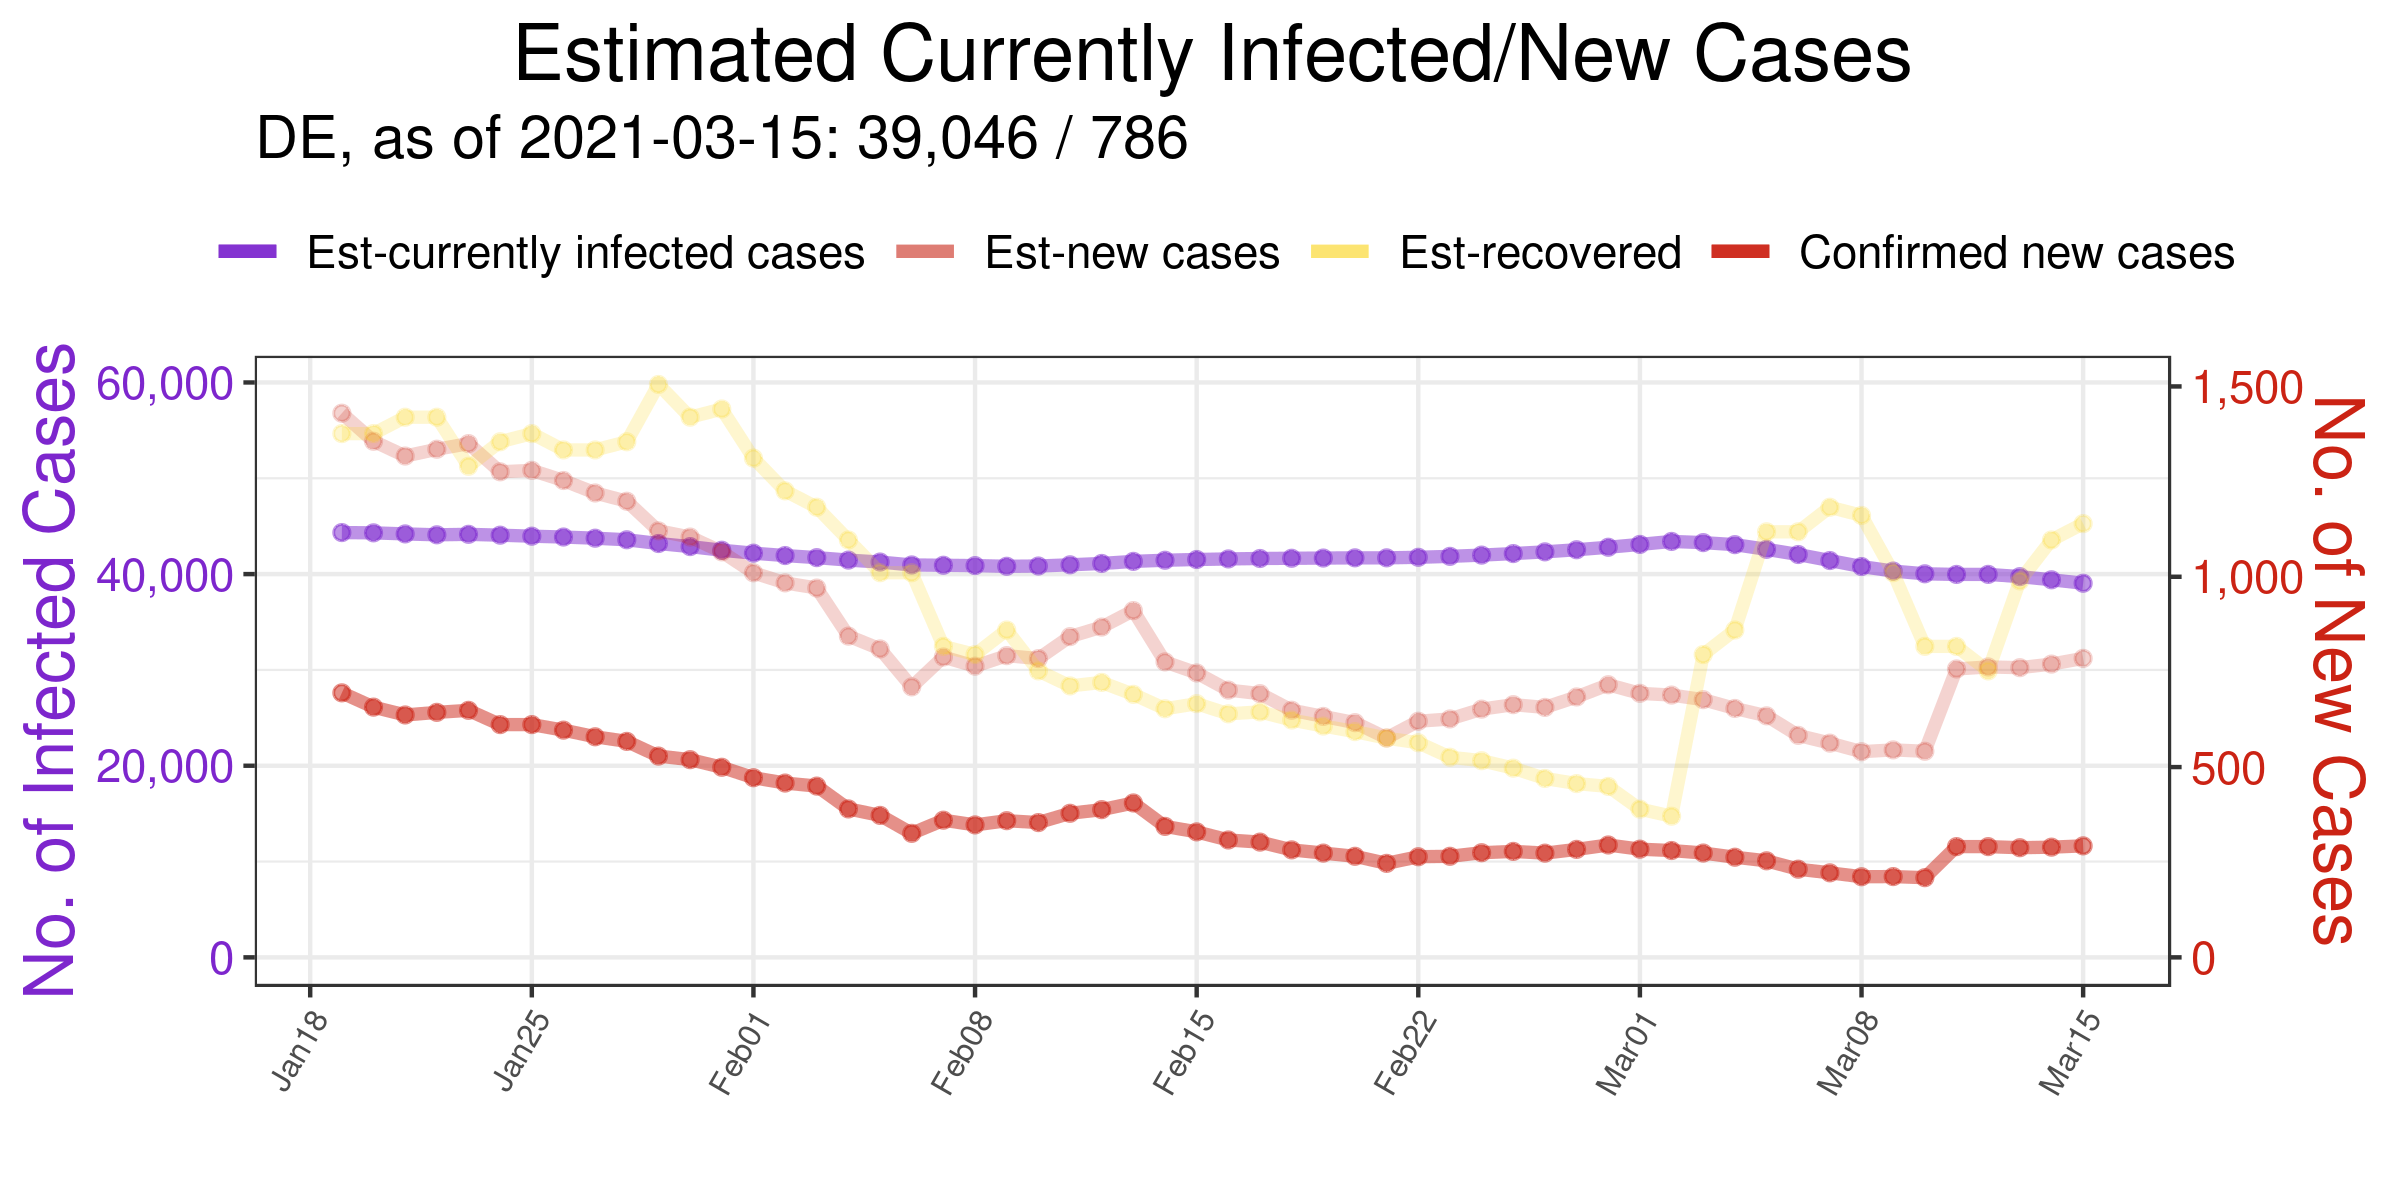 Estimated Currently Infected/New Cases
DE, as of 2021-03-15: 39,046 / 786
Est-currently infected cases Est-new cases Est-recovered Confirmed new cases
No. of Infected Cases
60,000
40,000
20,000
0
1,500
1,000
500
0
No. of New Cases
Jan18 Jan25 Feb01 Feb08 Feb15 Feb22 Mar01 Mar08 Mar15